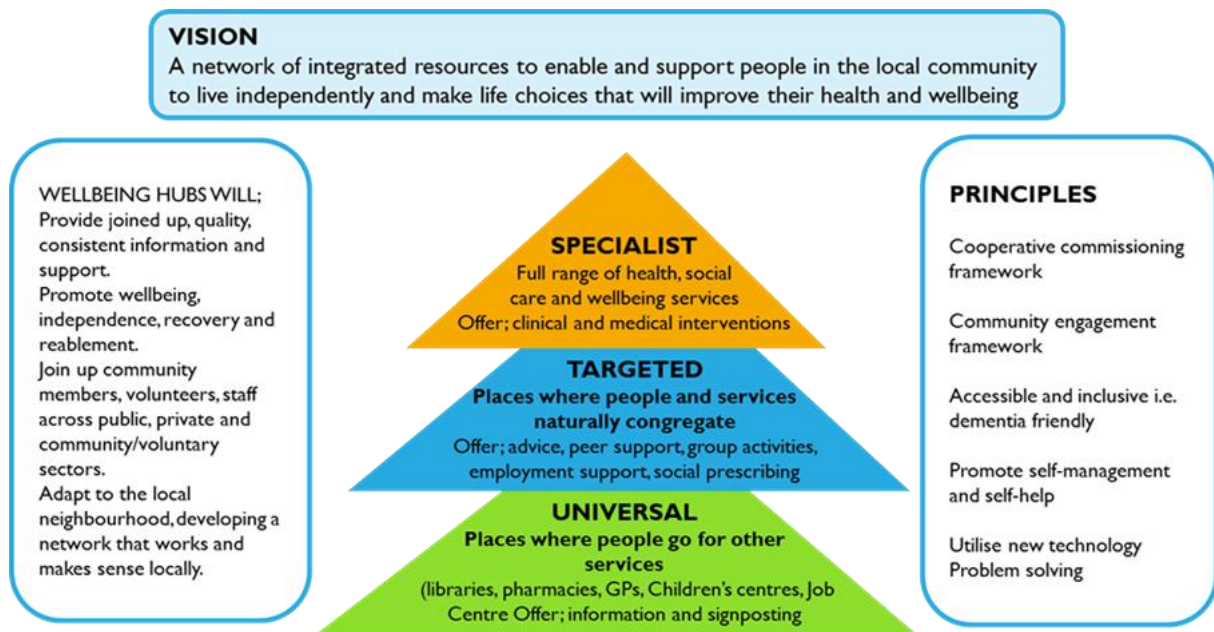 VISION
A network of integrated resources to enable and support people in the local community
to live independently and make life choices that will improve their health and wellbeing
WELLBEING HUBS WILL;
Provide joined up, quality,
consistent information and
support.
Promote wellbeing,
independence, recovery and
reablement.
Join up community
members, volunteers, staff
across public, private and
community/voluntary
sectors.
Adapt to the local
neighbourhood, developing a
network that works and
makes sense locally.
SPECIALIST
Full range of health, social
care and wellbeing services
Offer; clinical and medical interventions
TARGETED
Places where people and services
naturally congregate
Offer; advice, peer support, group activities,
employment support, social prescribing
UNIVERSAL
Places where people go for other
services
(libraries, pharmacies, GPs, Children's centres, Job
Centre Offer; information and signposting
PRINCIPLES
Cooperative commissioning
framework
Community engagement
framework
Accessible and inclusive i.e.
dementia friendly
Promote self-management
and self-help
Utilise new technology
Problem solving